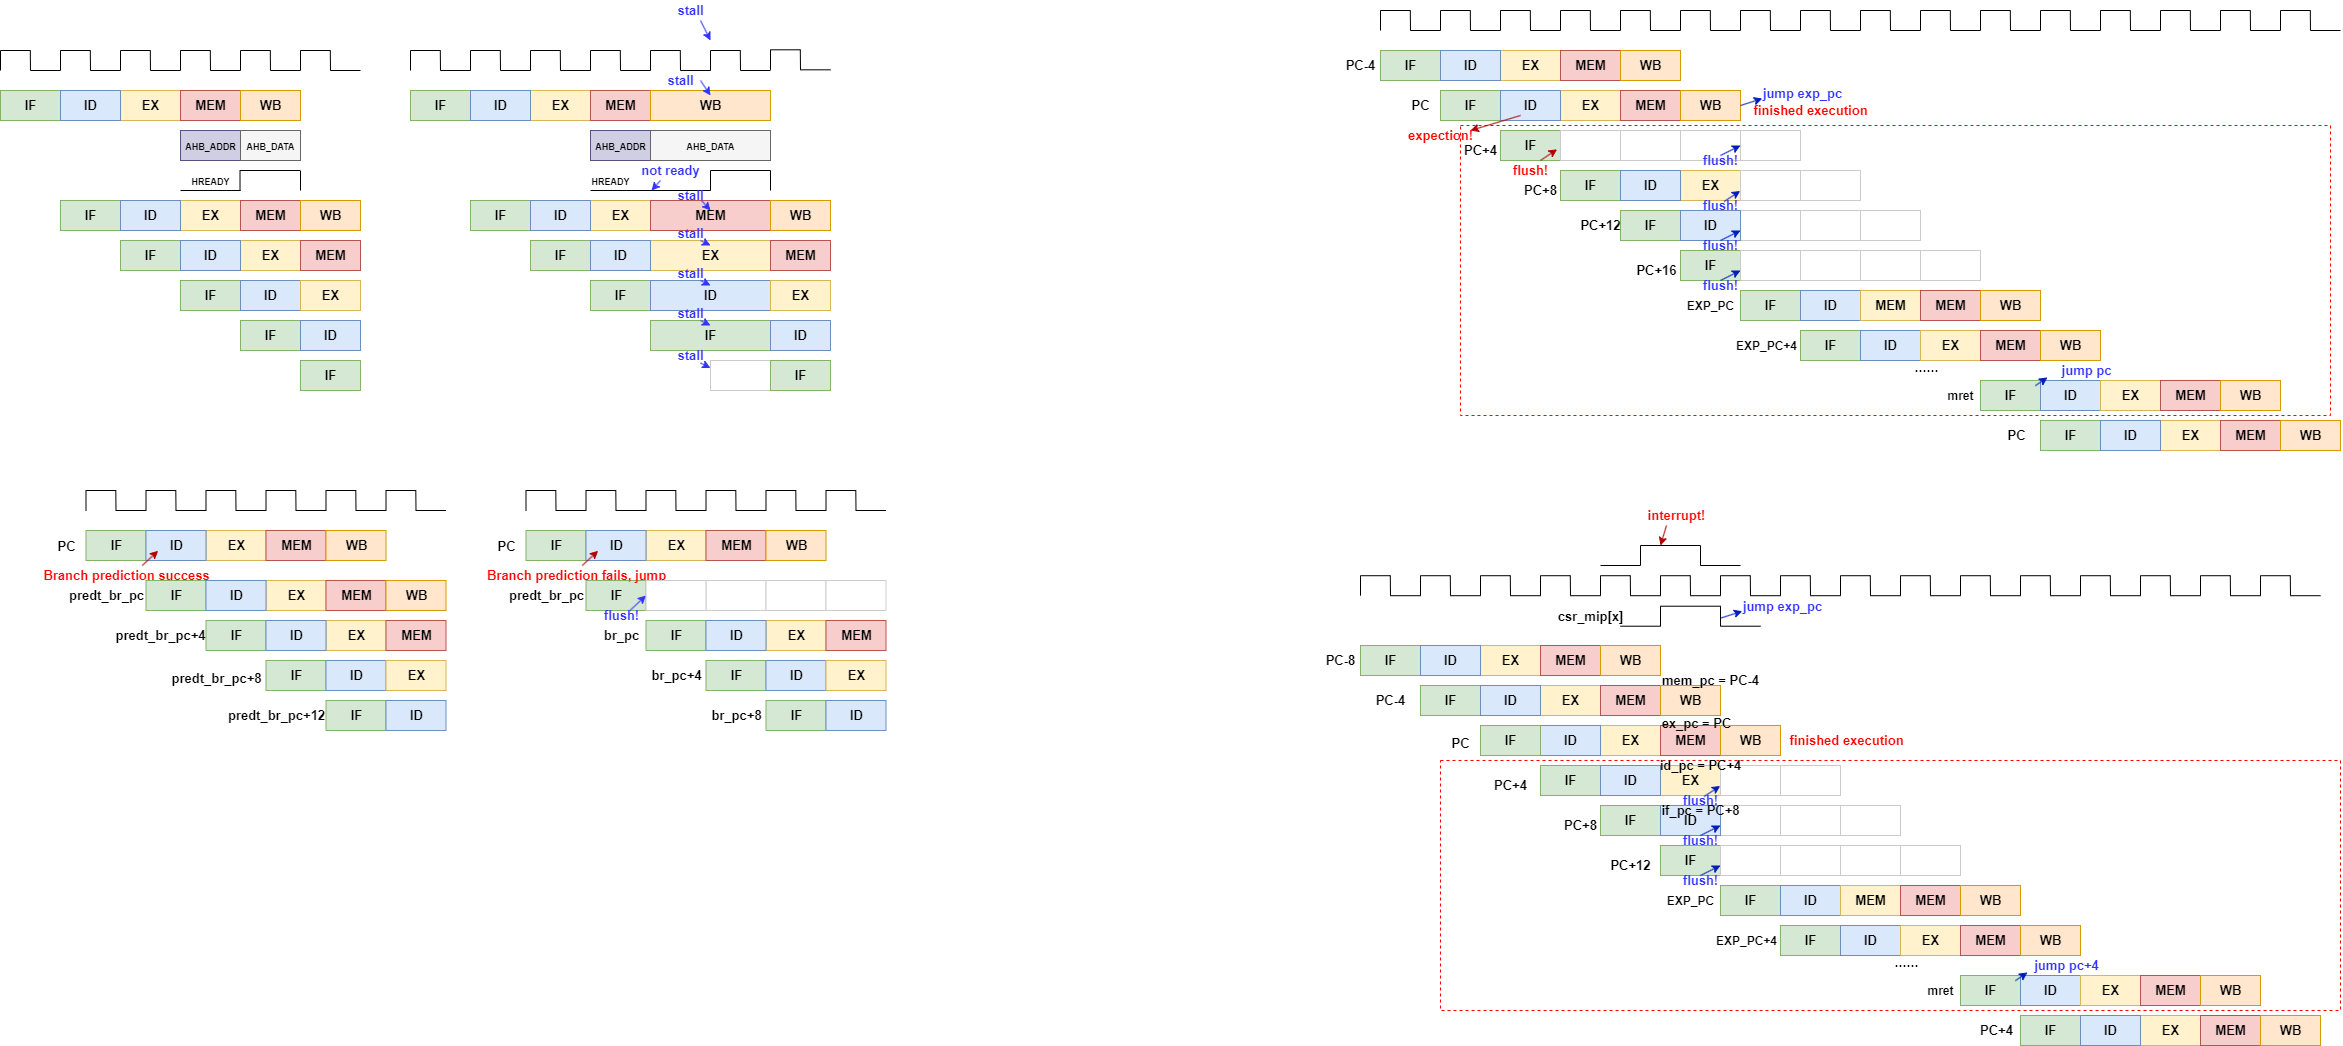 stall
stall
IF ID EX MEM WB
IF ID EX MEM WB
AHB_ADDR AHB_DATA
AHB_ADDR AHB_DATA
HREADY
HREADY
not ready
IF ID EX MEM WB
stall
IF ID EX MEM WB
IF ID EX MEM
stall
IF ID EX MEM
IF ID EX
stall
IF ID EX
IF ID
stall
IF ID
IF
stall
IF
PC IF ID EX MEM WB
Branch prediction success
predt_br_pc IF ID EX MEM WB
predt_br_pc+4 IF ID EX MEM
predt_br_pc+8 IF ID EX
predt_br_pc+12 IF ID
PC IF ID EX MEM WB
Branch prediction fails, jump
predt_br_pc IF
flush!
br_pc IF ID EX MEM
br_pc+4 IF ID EX
br_pc+8 IF ID
PC-4 IF ID EX MEM WB
PC IF ID EX MEM WB
jump exp_pc
finished execution
expection!
PC+4 IF
flush!
flush!
PC+8 IF ID EX
flush!
PC+12 IF ID
flush!
PC+16 IF
flush!
EXP_PC IF ID MEM MEM WB
EXP_PC+4 IF ID EX MEM WB
......
jump pc
mret IF ID EX MEM WB
PC IF ID EX MEM WB
interrupt!
csr_mip[x]
jump exp_pc
PC-8 IF ID EX MEM WB
mem_pc = PC-4
PC-4 IF ID EX MEM WB
ex_pc = PC
PC IF ID EX MEM WB
finished execution
id_pc = PC+4
PC+4 IF ID EX
flush!
if_pc = PC+8
PC+8 IF ID
flush!
PC+12 IF
flush!
EXP_PC IF ID MEM MEM WB
EXP_PC+4 IF ID EX MEM WB
......
jump pc+4
mret IF ID EX MEM WB
PC+4 IF ID EX MEM WB